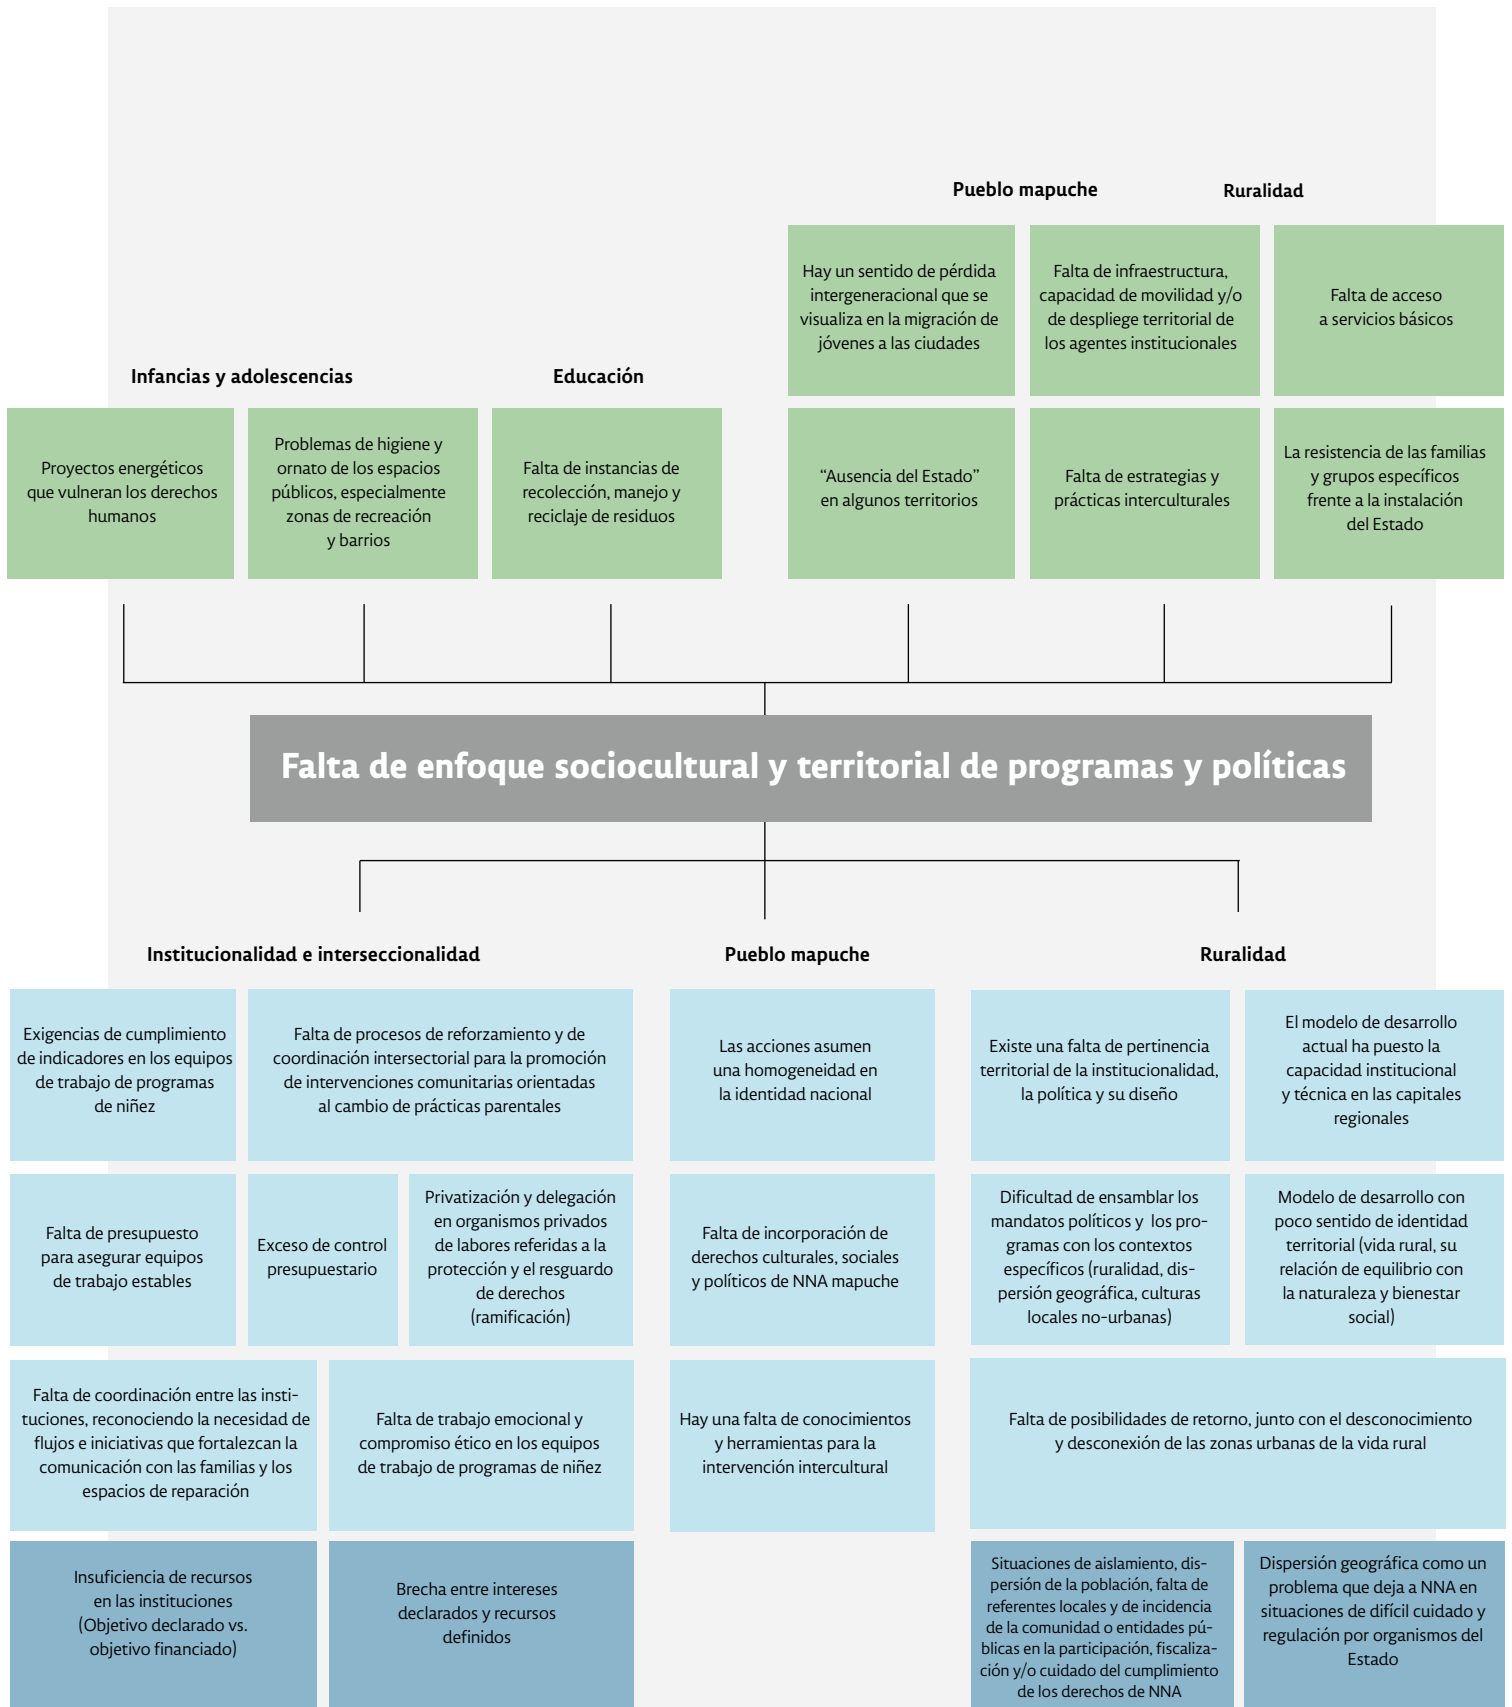 Pueblo mapuche
Ruralidad
Hay un sentido de pérdida
intergeneracional que se
visualiza en la migración de
jóvenes a las ciudades
Falta de infraestructura,
capacidad de movilidad y/o
de despliege territorial de
los agentes institucionales
Falta de acceso
a servicios básicos
Infancias y adolescencias
Educación
Proyectos energéticos
que vulneran los derechos
humanos
Problemas de higiene y
ornato de los espacios
públicos, especialmente
zonas de recreación
y barrios
Falta de instancias de
recolección, manejo y
reciclaje de residuos
“Ausencia del Estado”
en algunos territorios
Falta de estrategias y
prácticas interculturales
La resistencia de las familias
y grupos específicos
frente a la instalación
del Estado
Falta de enfoque sociocultural y territorial de programas y políticas
Institucionalidad e interseccionalidad
Pueblo mapuche
Ruralidad
Exigencias de cumplimiento
de indicadores en los equipos
de trabajo de programas
de niñez
Falta de procesos de reforzamiento y de
coordinación intersectorial para la promoción
de intervenciones comunitarias orientadas
al cambio de prácticas parentales
Las acciones asumen
una homogeneidad en
la identidad nacional
Existe una falta de pertinencia
territorial de la institucionalidad,
la política y su diseño
El modelo de desarrollo
actual ha puesto la
capacidad institucional
y técnica en las capitales
regionales
Falta de presupuesto
para asegurar equipos
de trabajo estables
Exceso de control
presupuestario
Privatización y delegación
en organismos privados
de labores referidas a la
protección y el resguardo
de derechos
(ramificación)
Falta de incorporación de
derechos culturales, sociales
y políticos de NNA mapuche
Dificultad de ensamblar los
mandatos políticos y los pro-
gramas con los contextos
específicos (ruralidad, dis-
persión geográfica, culturas
locales no-urbanas)
Modelo de desarrollo con
poco sentido de identidad
territorial (vida rural, su
relación de equilibrio con
la naturaleza y bienestar
social)
Falta de coordinación entre las insti-
tuciones, reconociendo la necesidad de
flujos e iniciativas que fortalezcan la
comunicación con las familias y los
espacios de reparación
Falta de trabajo emocional y
compromiso ético en los equipos
de trabajo de programas de niñez
Hay una falta de conocimientos
y herramientas para la
intervención intercultural
Falta de posibilidades de retorno, junto con el desconocimiento
y desconexión de las zonas urbanas de la vida rural
Insuficiencia de recursos
en las instituciones
(Objetivo declarado vs.
objetivo financiado)
Brecha entre intereses
declarados y recursos
definidos
Situaciones de aislamiento, dis-
persión de la población, falta de
referentes locales y de incidencia
de la comunidad o entidades pú-
blicas en la participación, fiscaliza-
ción y/o cuidado del cumplimiento
de los derechos de NNA
Dispersión geográfica como un
problema que deja a NNA en
situaciones de difícil cuidado y
regulación por organismos del
Estado